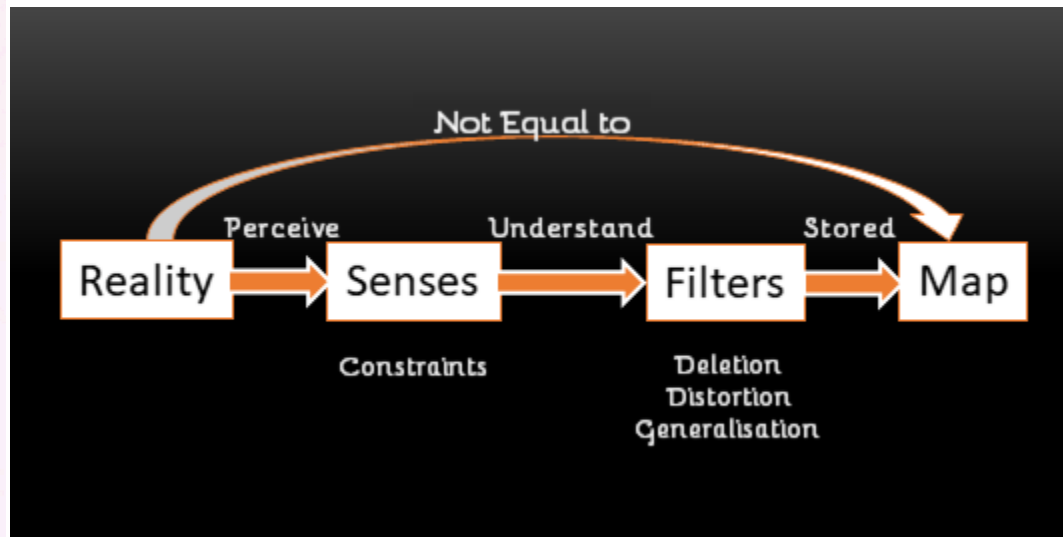 Not Equal to
Perceive
Understand
Stored
Reality
Senses
Filters
Map
Constraints
Deletion
Distortion
Generalisation